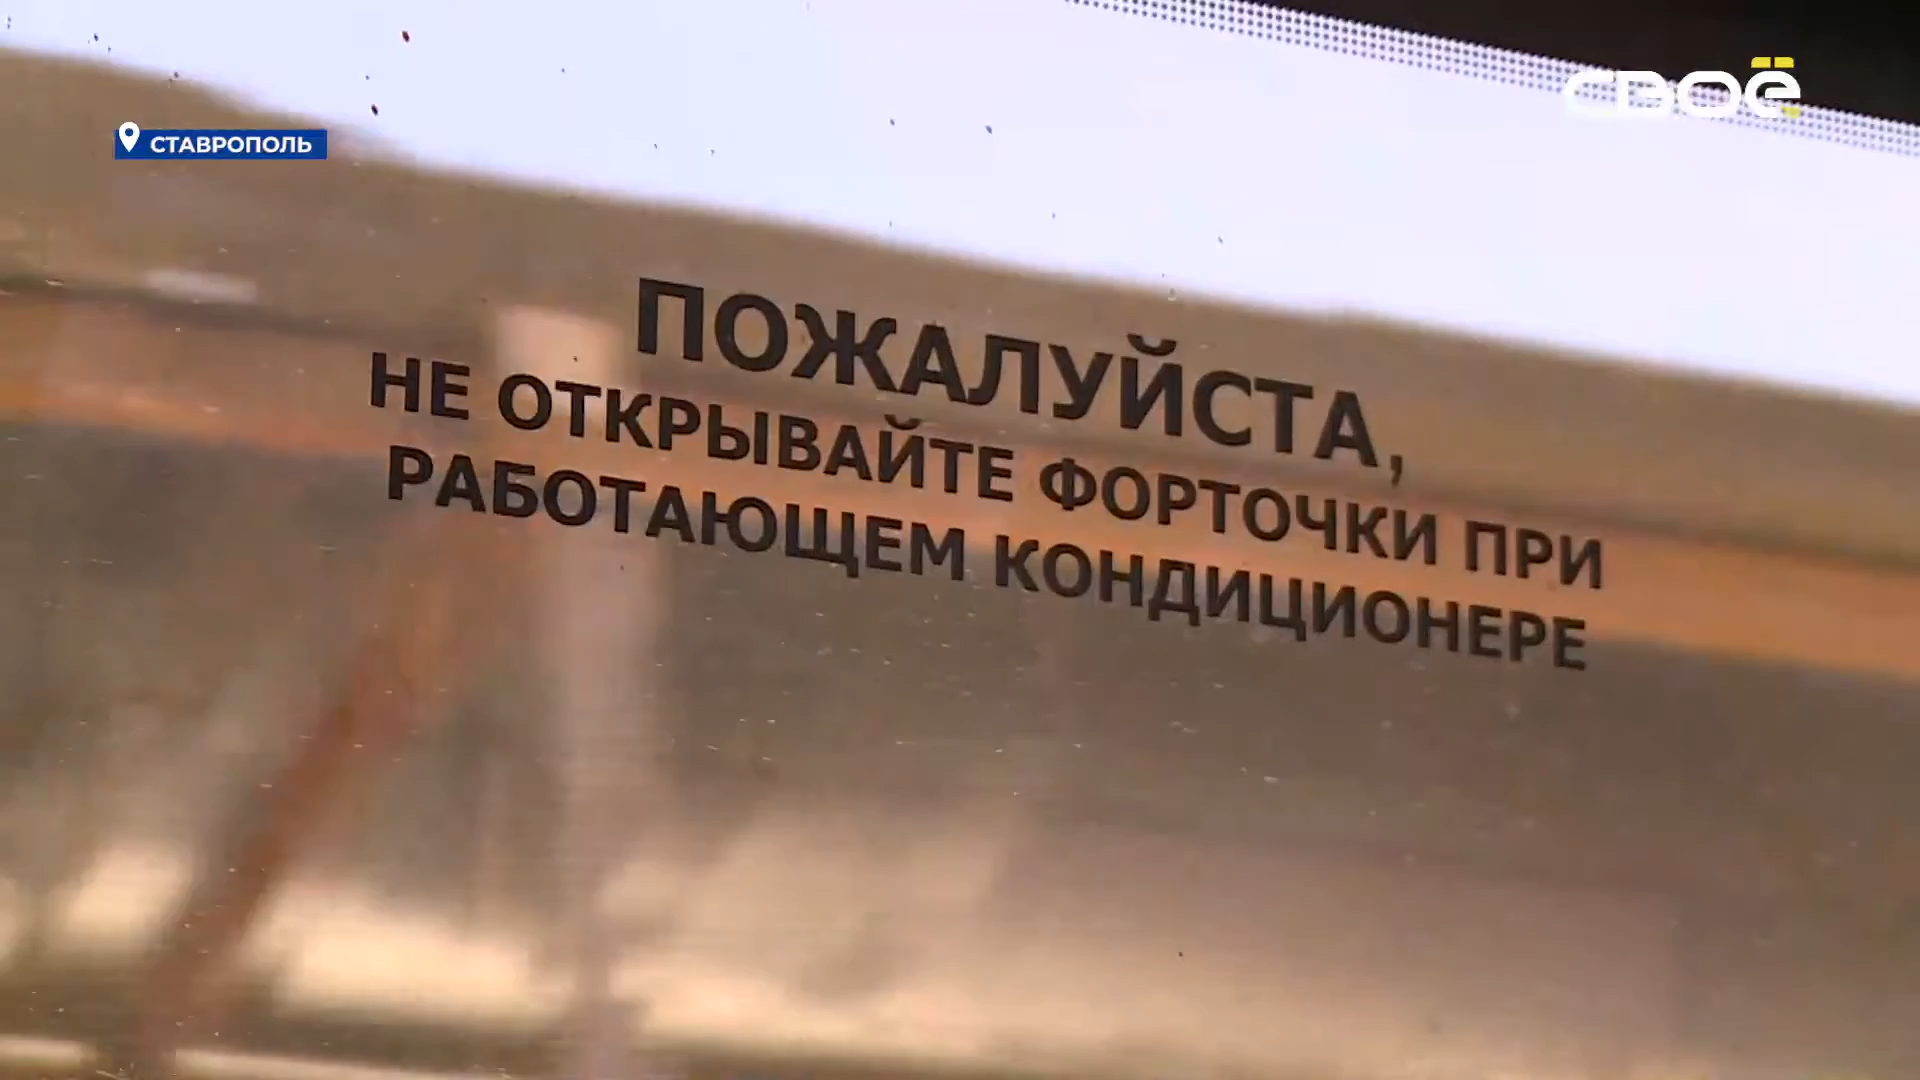 СВОЁ
СТАВРОПОЛЬ
ПОЖАЛУЙСТА,
НЕ ОТКРЫВАЙТЕ ФОРТОЧКИ ПРИ
РАБОТАЮЩЕМ КОНДИЦИОНЕРЕ